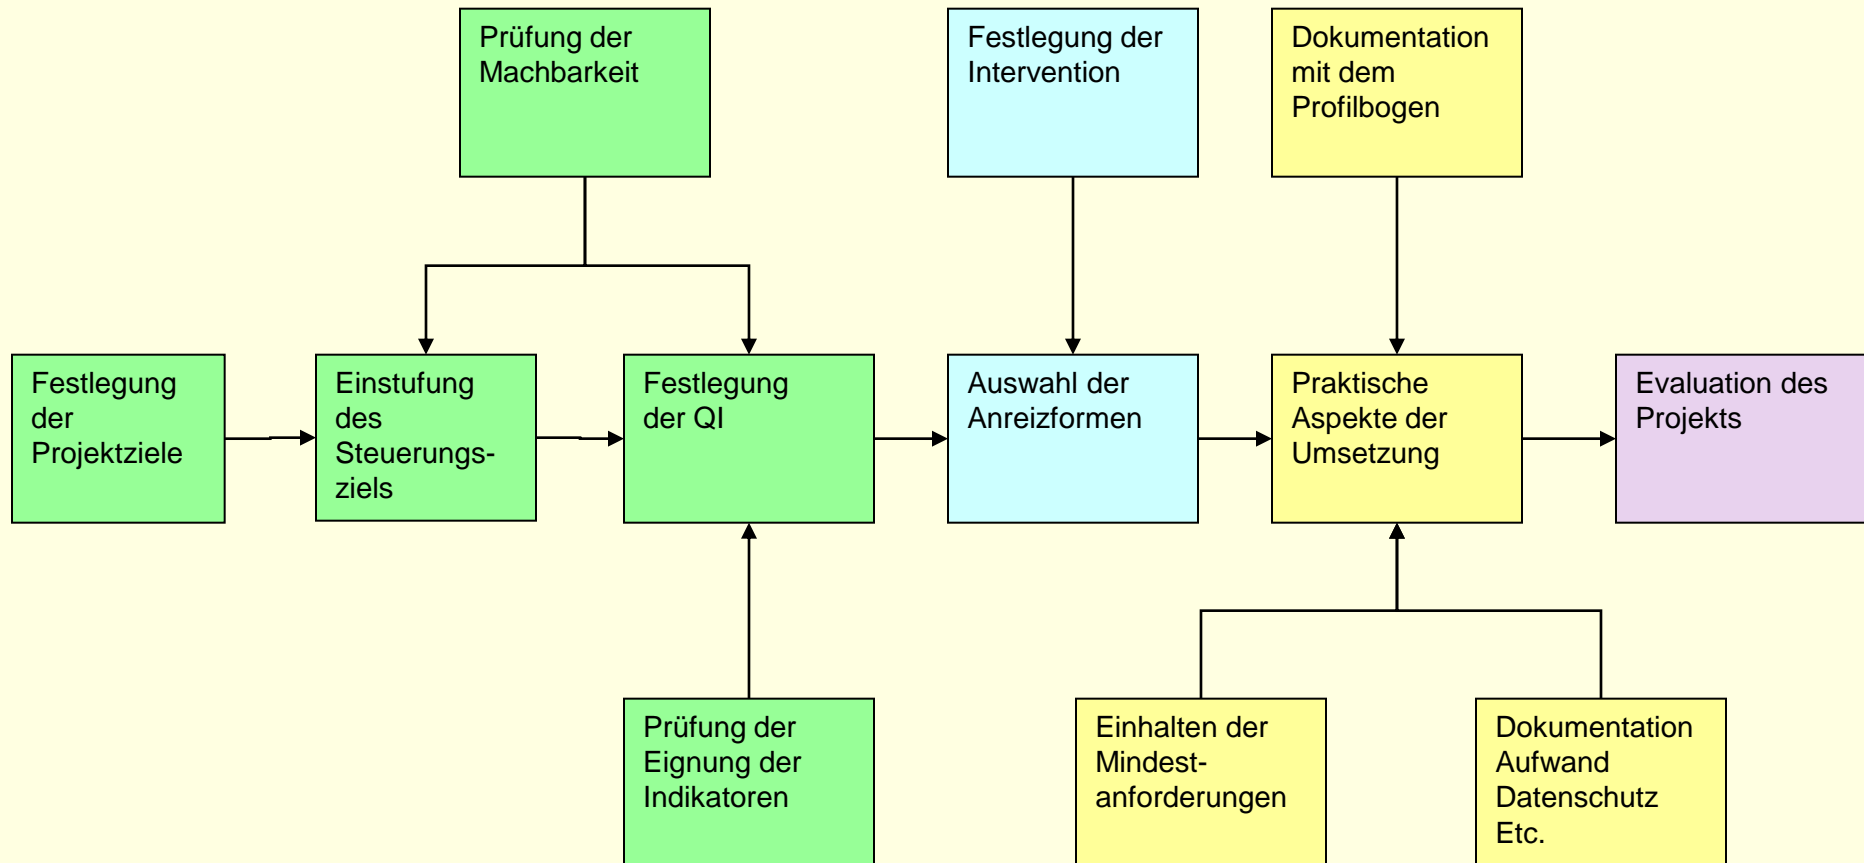 Prüfung der
Machbarkeit
Festlegung der
Intervention
Dokumentation
mit dem
Profilbogen
Festlegung
der
Projektziele
Einstufung
des
Steuerungs-
ziels
Festlegung
der QI
Auswahl der
Anreizformen
Praktische
Aspekte der
Umsetzung
Evaluation des
Projekts
Prüfung der
Eignung der
Indikatoren
Einhalten der
Mindest-
anforderungen
Dokumentation
Aufwand
Datenschutz
Etc.